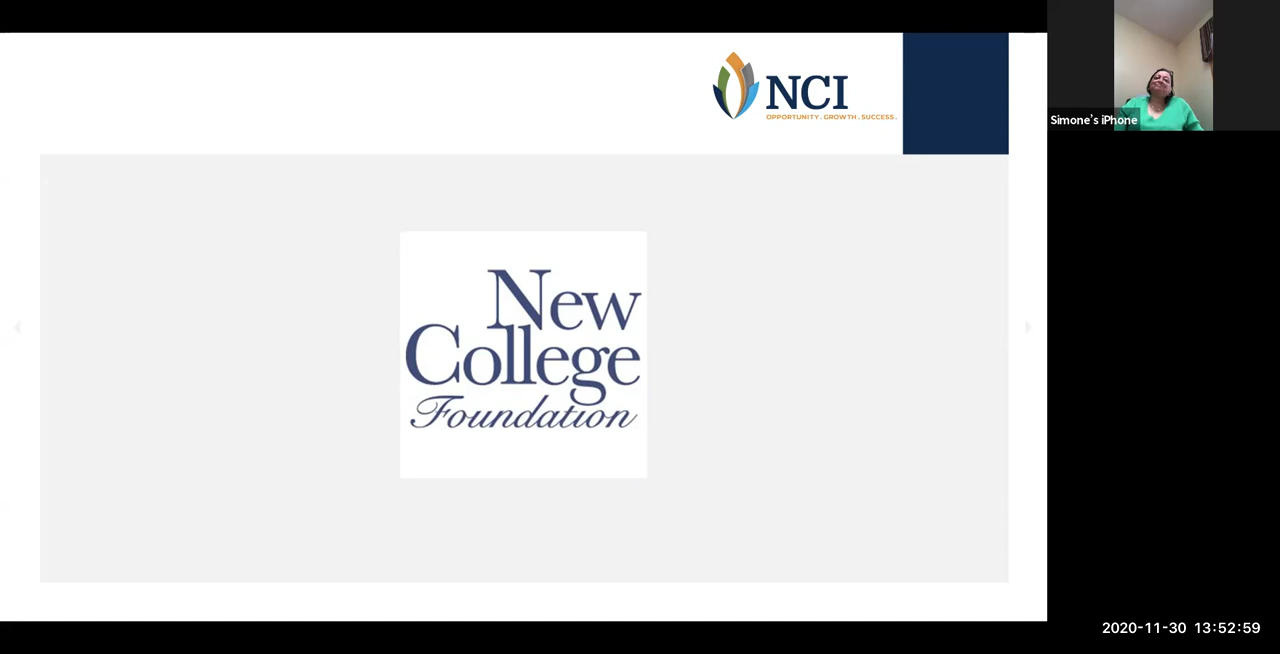 NCI
OPPORTUNITY. GROWTH. SUCCESS.
Simone's iPhone
New
College
Foundation
2020-11-30 13:52:59